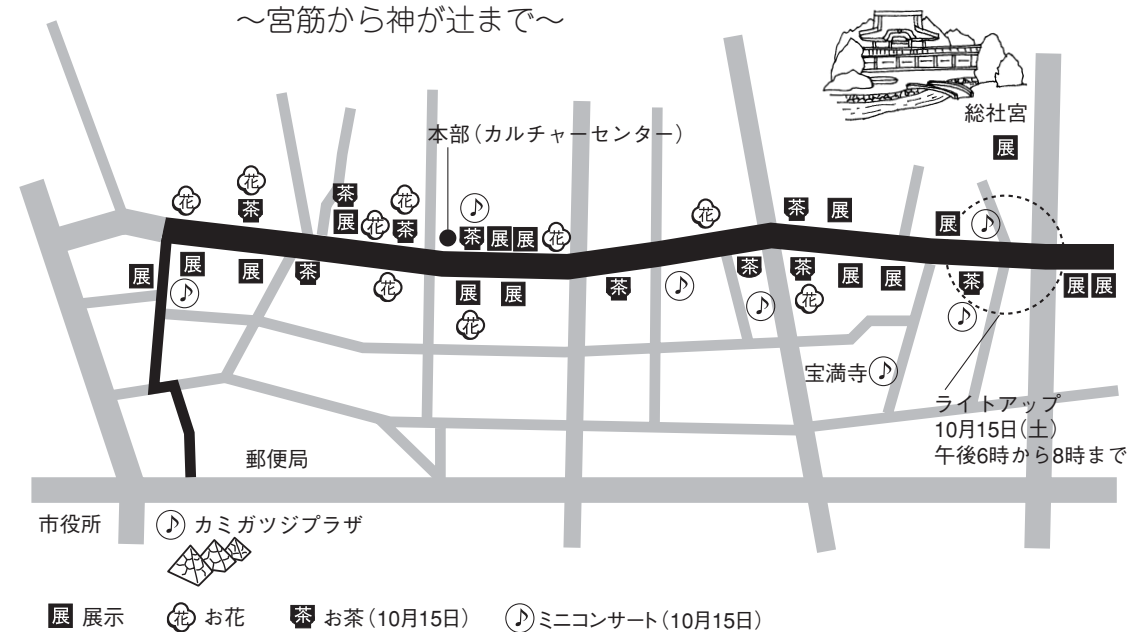 ～宮筋から神が辻まで～
総社宮
展
本部（カルチャーセンター）
花 花 茶 茶 展 花 花 茶 ♪ 茶 展 展 花 花 茶 展 展 ♪
展 展 ♪ 展 茶 花 展 展 花 茶 ♪ 茶 ♪ 茶 花 展 展 茶 ♪ 展 展
宝満寺 ♪
ライトアップ
10月15日（土）
午後6時から8時まで
郵便局
市役所
♪ カミガツジプラザ
展 展示 花 お花 茶 お茶（10月15日） ♪ ミニコンサート（10月15日）